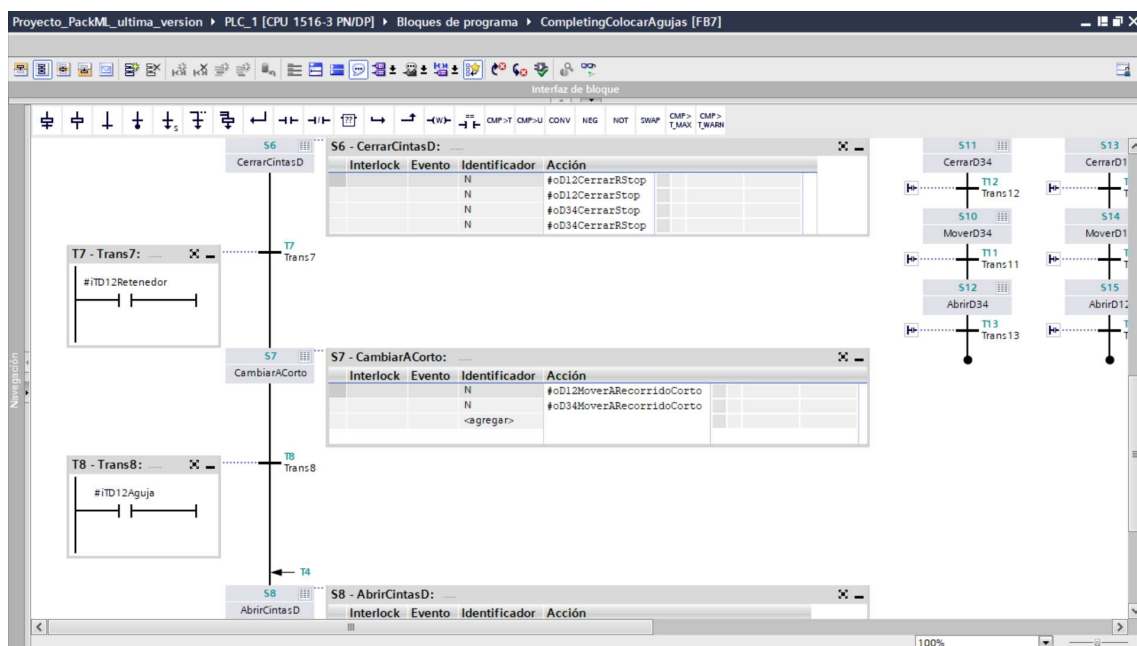 Proyecto_PackML_ultima_version ▸ PLC_1 [CPU 1516-3 PN/DP] ▸ Bloques de programa ▸ CompletingColocarAgujas [FB7]
Interfaz de bloque
CMP>T CMP>U CONV NEG NOT SWAP CMP> T_MAX CMP> T_WARN
S6
CerrarCintasD
S6 - CerrarCintasD:
Interlock Evento Identificador Acción
N #oD12CerrarRStop
N #oD12CerrarStop
N #oD34CerrarStop
N #oD34CerrarRStop
T7
Trans7
T7 - Trans7:
#iTD12Retenedor
S7
CambiarACorto
S7 - CambiarACorto:
Interlock Evento Identificador Acción
N #oD12MoverARecorridoCorto
N #oD34MoverARecorridoCorto
<agregar>
T8
Trans8
T8 - Trans8:
#iTD12Aguja
T4
S8
AbrirCintasD
S8 - AbrirCintasD:
Interlock Evento Identificador Acción
S11
CerrarD34
T12
Trans12
S10
MoverD34
T11
Trans11
S12
AbrirD34
T13
Trans13
S13
CerrarD1
S14
MoverD1
S15
AbrirD12
Navegación
100%